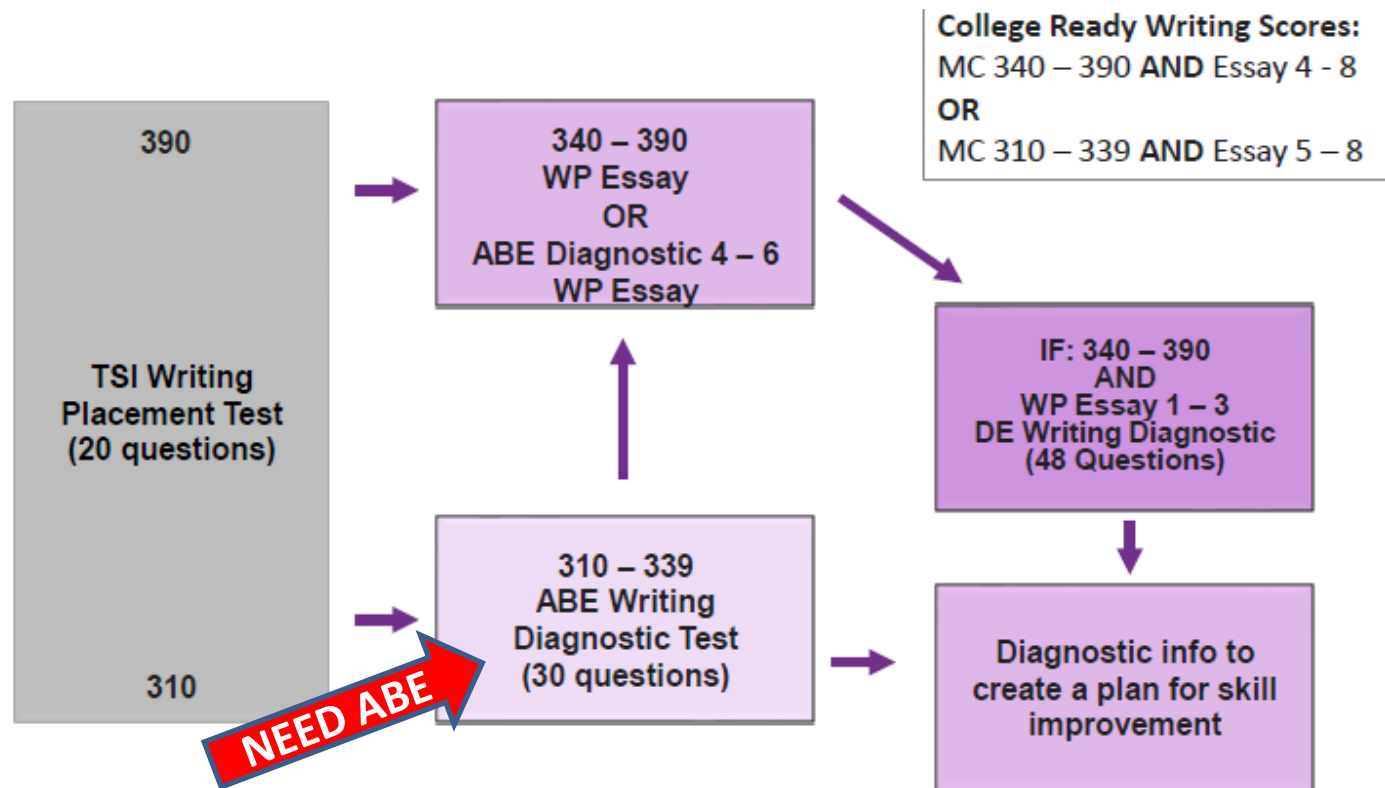 College Ready Writing Scores:
MC 340 – 390 AND Essay 4 - 8
OR
MC 310 – 339 AND Essay 5 – 8
390
TSI Writing
Placement Test
(20 questions)
310
340 – 390
WP Essay
OR
ABE Diagnostic 4 – 6
WP Essay
IF: 340 – 390
AND
WP Essay 1 – 3
DE Writing Diagnostic
(48 Questions)
310 – 339
ABE Writing
Diagnostic Test
(30 questions)
NEED ABE
Diagnostic info to
create a plan for skill
improvement